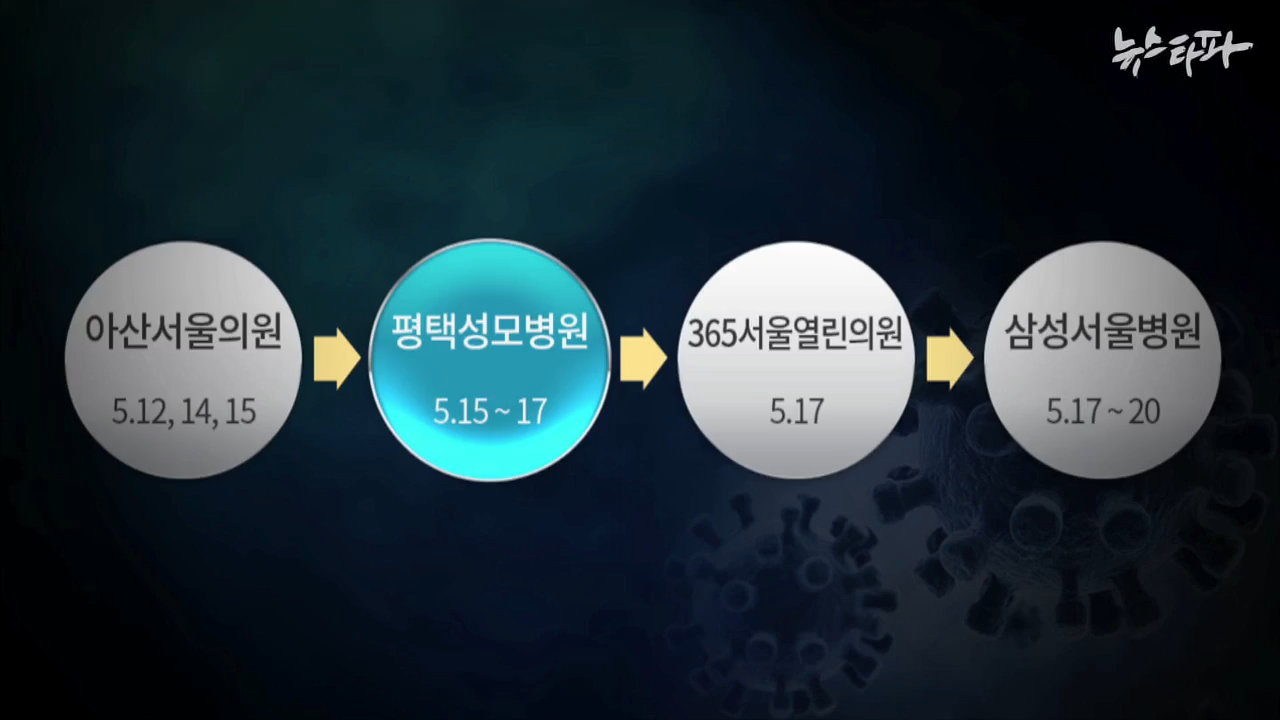 뉴스타파
아산서울의원
5.12, 14, 15
평택성모병원
5.15 ~ 17
365서울열린의원
5.17
삼성서울병원
5.17 ~ 20